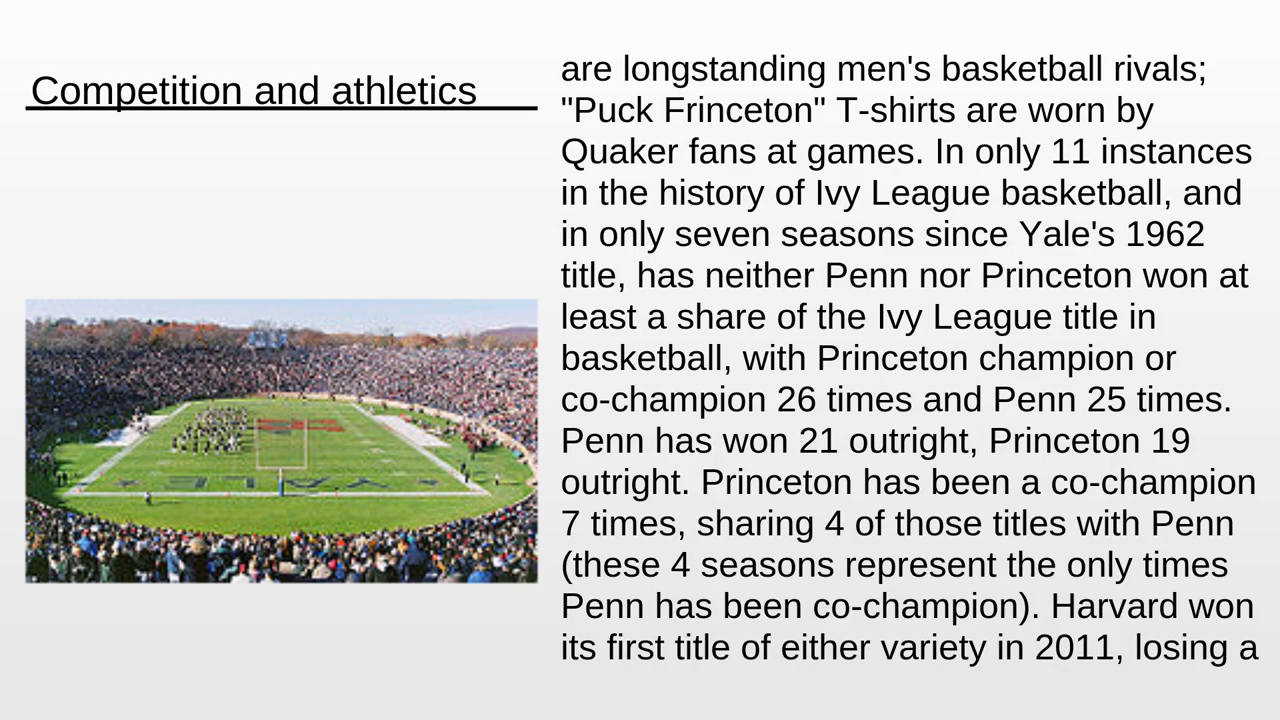 Competition and athletics
are longstanding men's basketball rivals;
"Puck Frinceton" T-shirts are worn by
Quaker fans at games. In only 11 instances
in the history of Ivy League basketball, and
in only seven seasons since Yale's 1962
title, has neither Penn nor Princeton won at
least a share of the Ivy League title in
basketball, with Princeton champion or
co-champion 26 times and Penn 25 times.
Penn has won 21 outright, Princeton 19
outright. Princeton has been a co-champion
7 times, sharing 4 of those titles with Penn
(these 4 seasons represent the only times
Penn has been co-champion). Harvard won
its first title of either variety in 2011, losing a
YALE